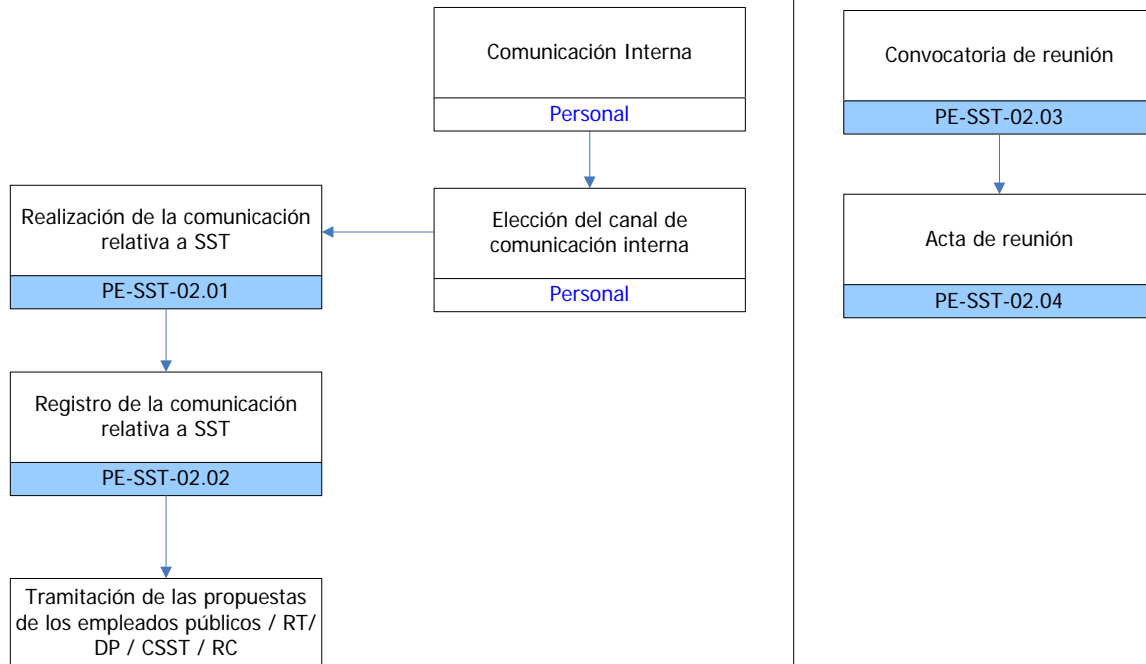 Comunicación Interna
Personal
Elección del canal de
comunicación interna
Personal
Realización de la comunicación
relativa a SST
PE-SST-02.01
Registro de la comunicación
relativa a SST
PE-SST-02.02
Tramitación de las propuestas
de los empleados públicos / RT/
DP / CSST / RC
Convocatoria de reunión
PE-SST-02.03
Acta de reunión
PE-SST-02.04